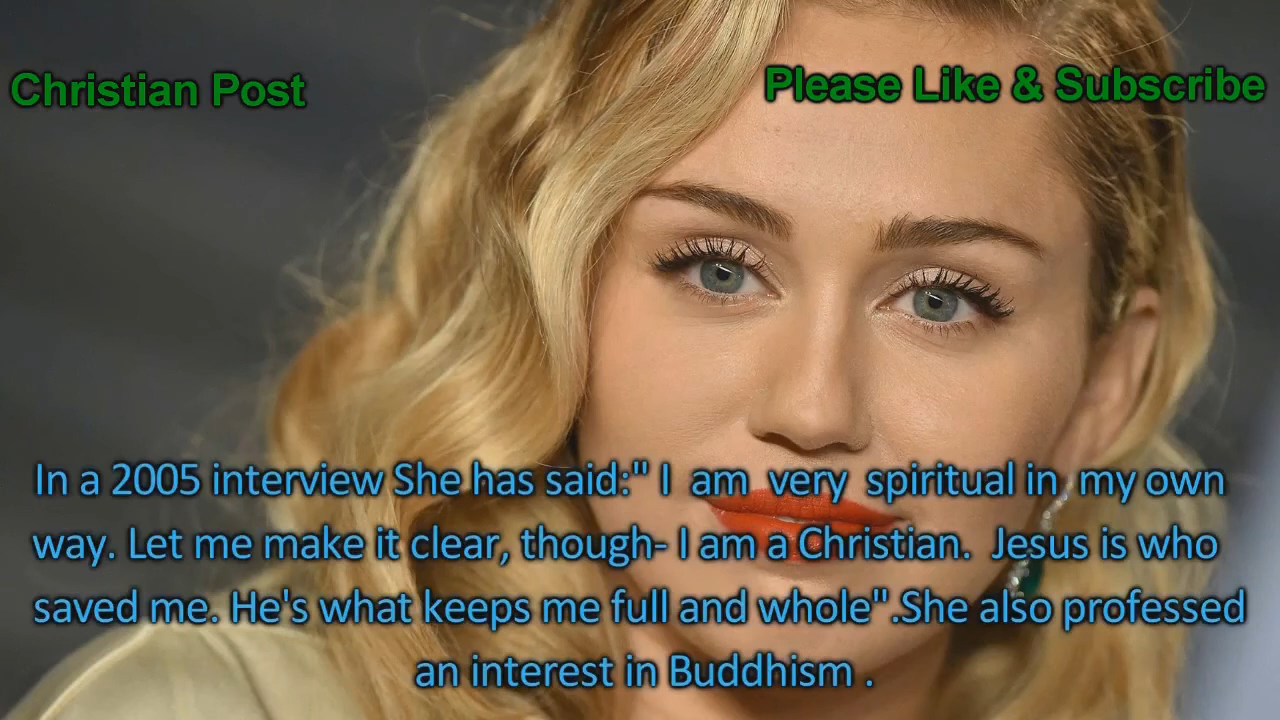 Christian Post
Please Like & Subscribe
In a 2005 interview She has said:" I am very spiritual in my own
way. Let me make it clear, though- I am a Christian. Jesus is who
saved me. He's what keeps me full and whole".She also professed
an interest in Buddhism .